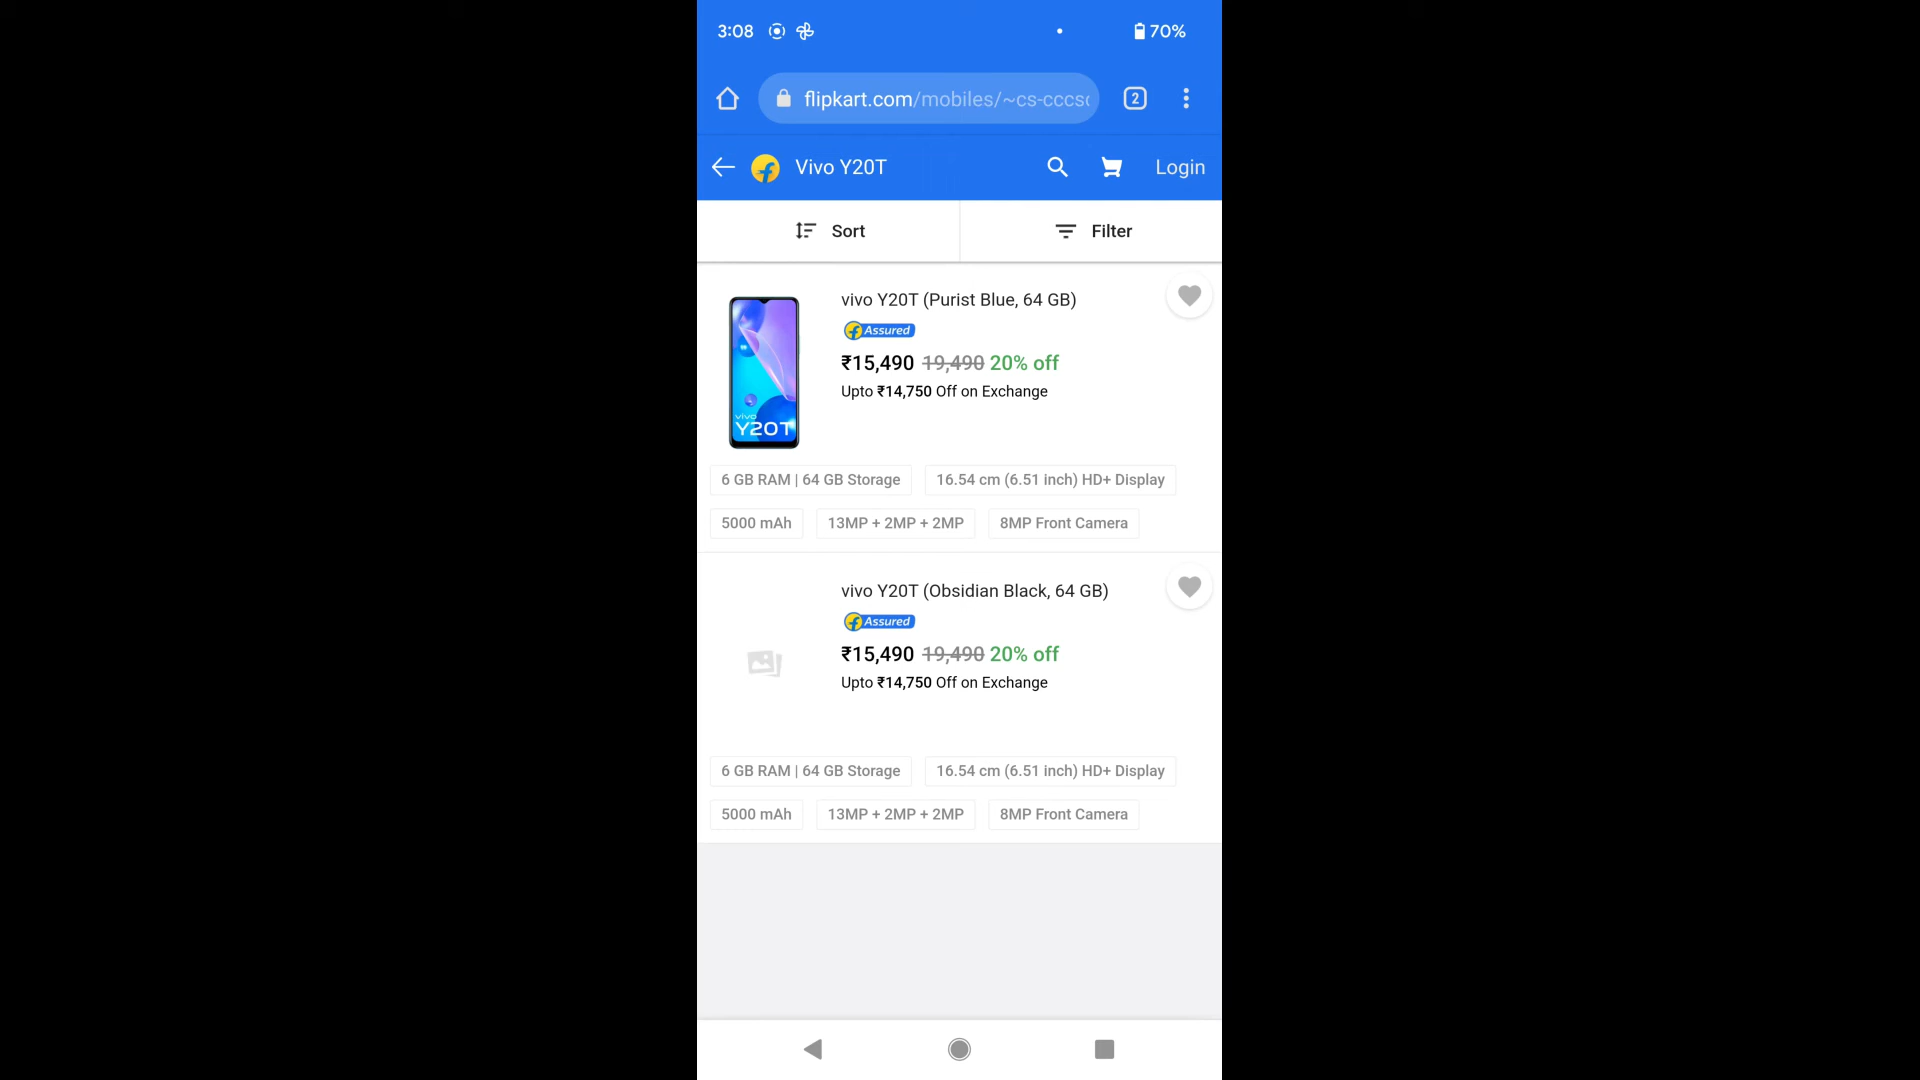 3:08 70%
flipkart.com/mobiles/~cs-cccs
2
Vivo Y20T Login
Sort Filter
vivo Y20T (Purist Blue, 64 GB)
Assured
₹15,490 19,490 20% off
Upto ₹14,750 Off on Exchange
vivo
Y20T
6 GB RAM | 64 GB Storage 16.54 cm (6.51 inch) HD+ Display
5000 mAh 13MP + 2MP + 2MP 8MP Front Camera
vivo Y20T (Obsidian Black, 64 GB)
Assured
₹15,490 19,490 20% off
Upto ₹14,750 Off on Exchange
6 GB RAM | 64 GB Storage 16.54 cm (6.51 inch) HD+ Display
5000 mAh 13MP + 2MP + 2MP 8MP Front Camera